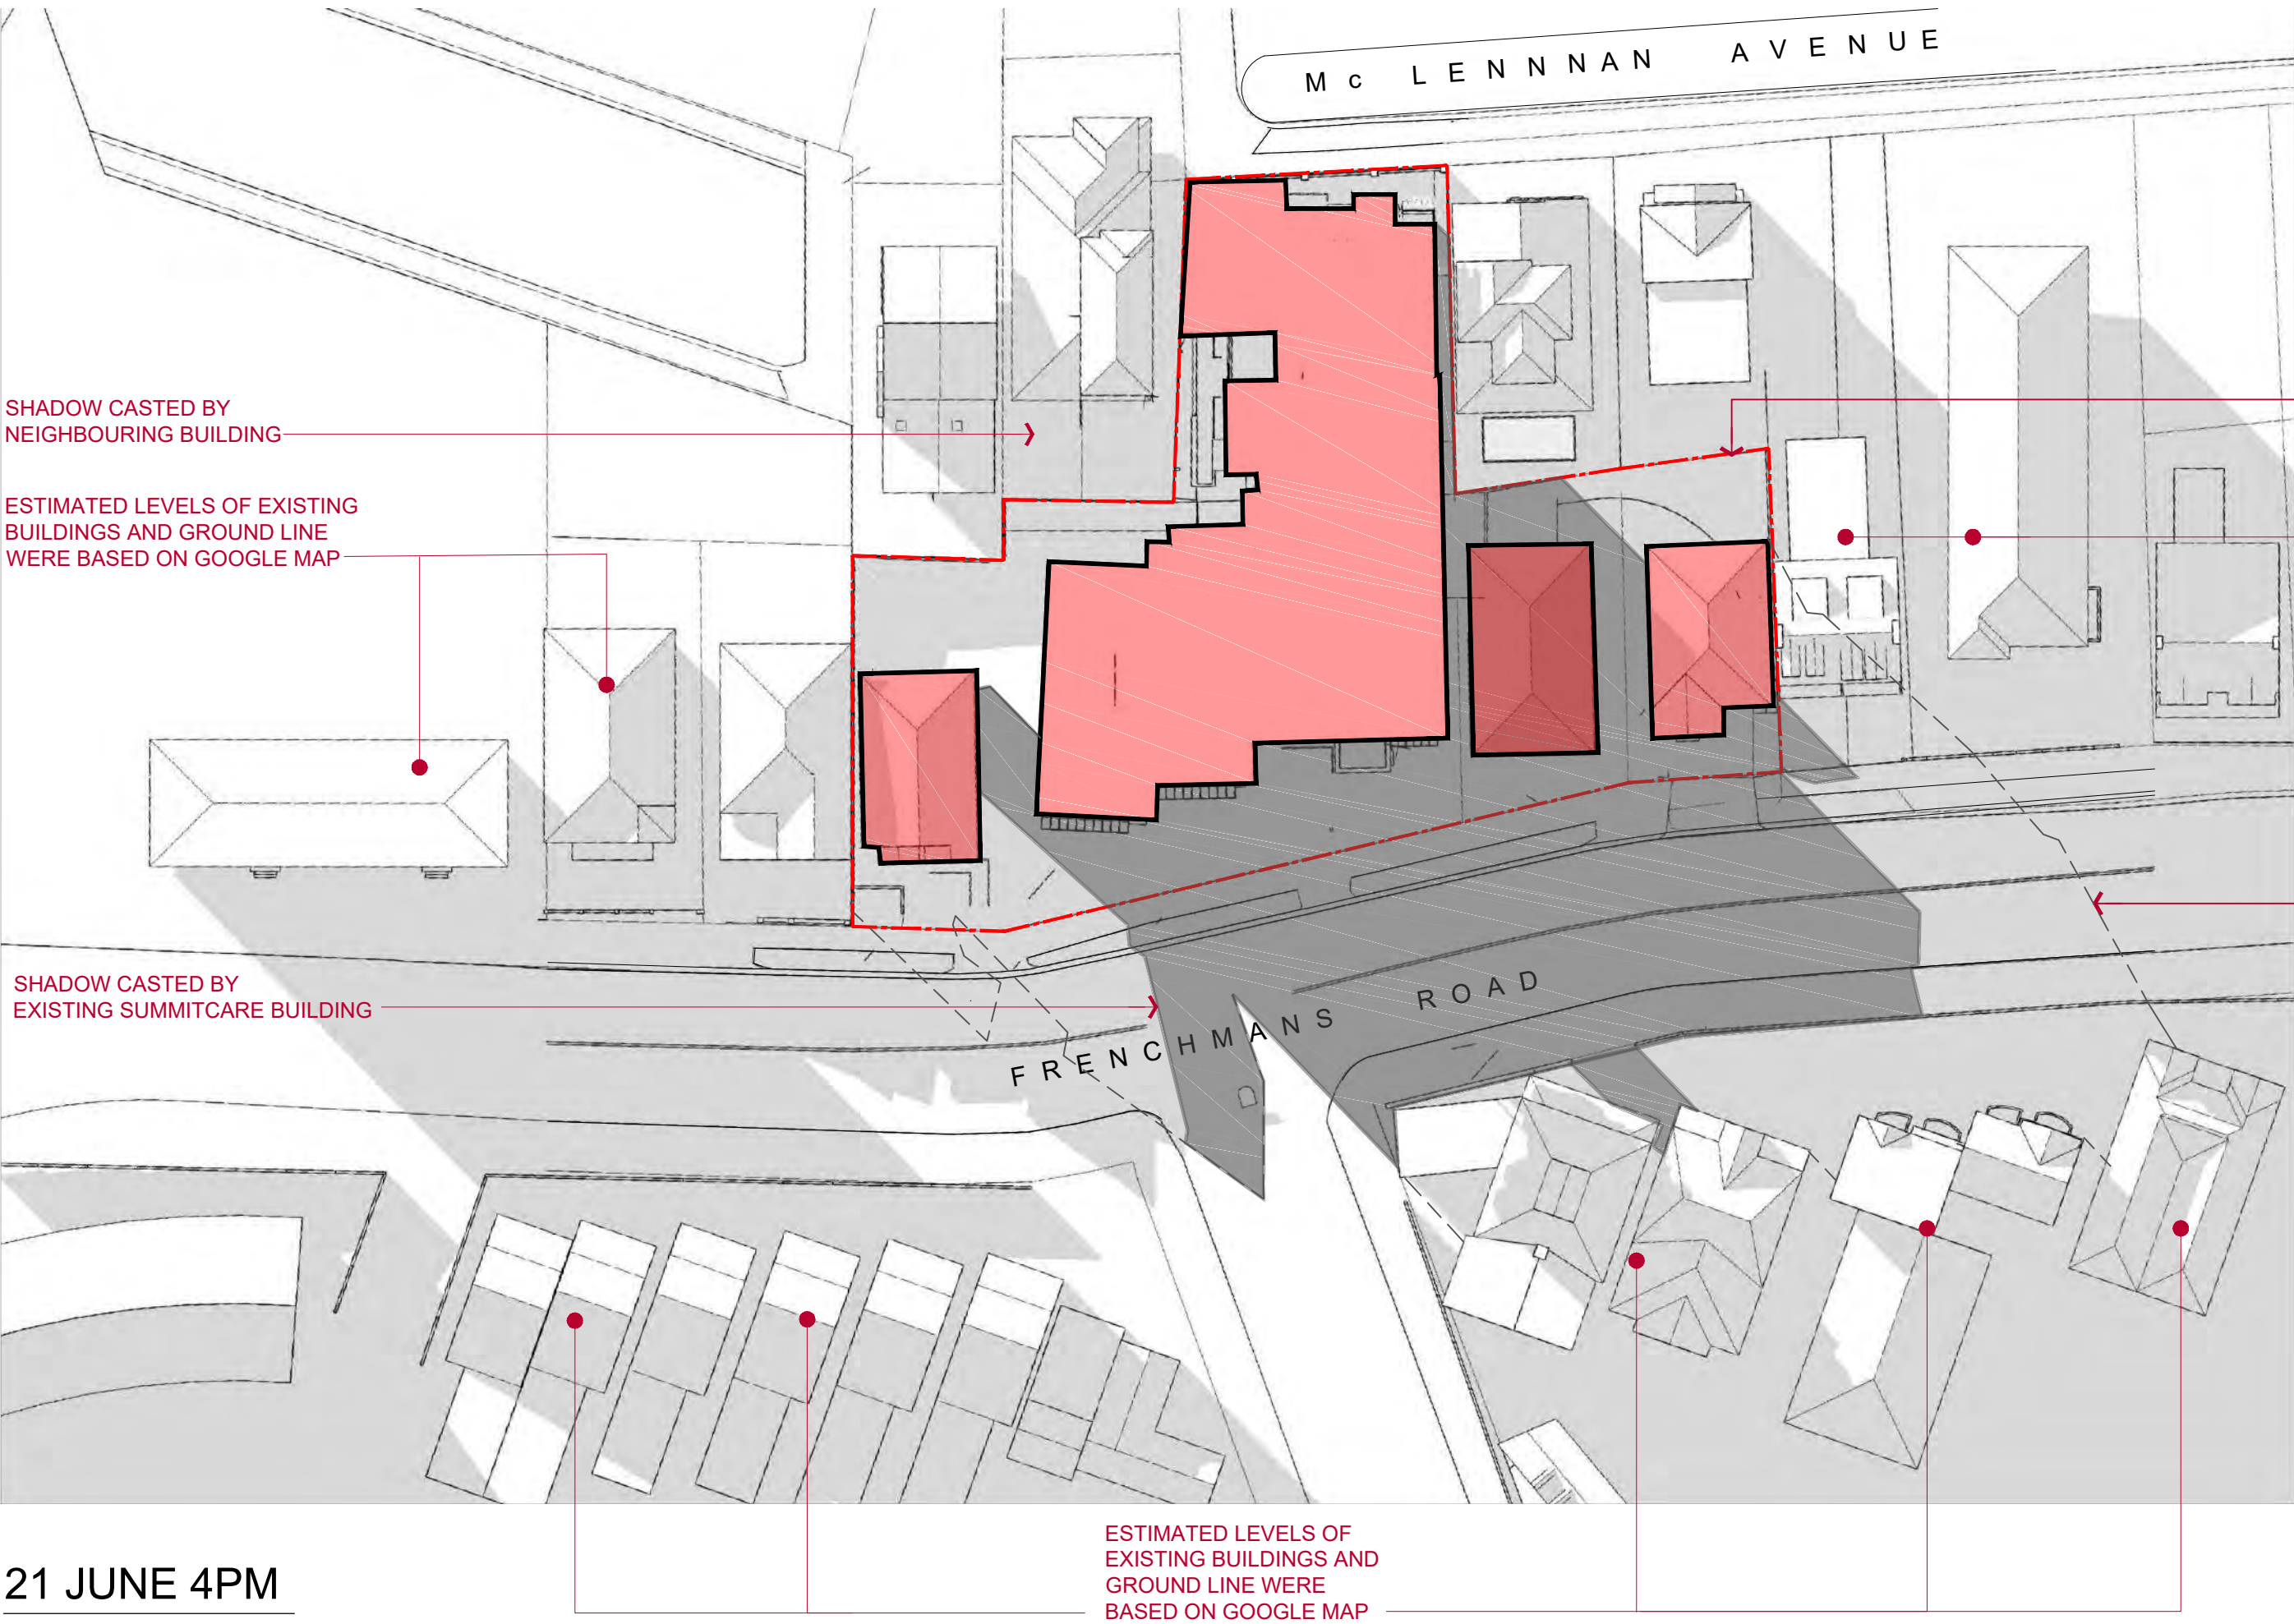 Mc LENNNAN AVENUE
SHADOW CASTED BY
NEIGHBOURING BUILDING
ESTIMATED LEVELS OF EXISTING
BUILDINGS AND GROUND LINE
WERE BASED ON GOOGLE MAP
SHADOW CASTED BY
EXISTING SUMMITCARE BUILDING
FRENCHMANS ROAD
ESTIMATED LEVELS OF
EXISTING BUILDINGS AND
GROUND LINE WERE
BASED ON GOOGLE MAP
21 JUNE 4PM